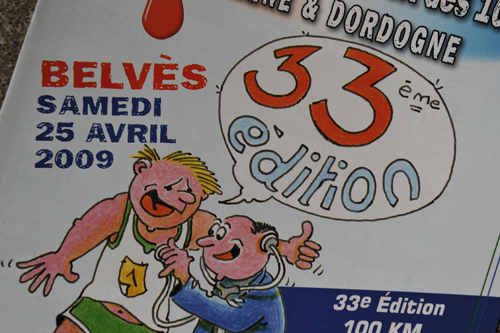 & DORDOGNE
BELVÈS
SAMEDI
25 AVRIL
2009
33ème
édition
1
33e Édition
100 KM